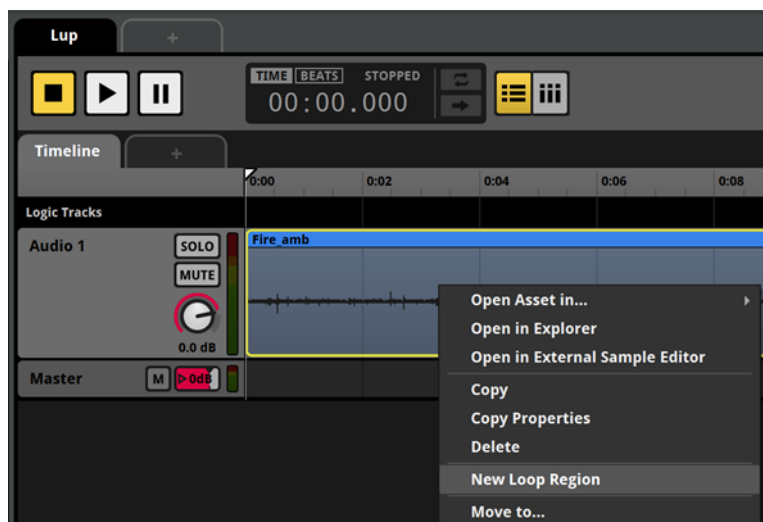 Lup +
TIME BEATS STOPPED
00:00.000
Timeline +
0:00 0:02 0:04 0:06 0:08
Logic Tracks
Audio 1 SOLO
MUTE
0.0 dB
Fire_amb
Master M 0dB
Open Asset in...
Open in Explorer
Open in External Sample Editor
Copy
Copy Properties
Delete
New Loop Region
Move to...